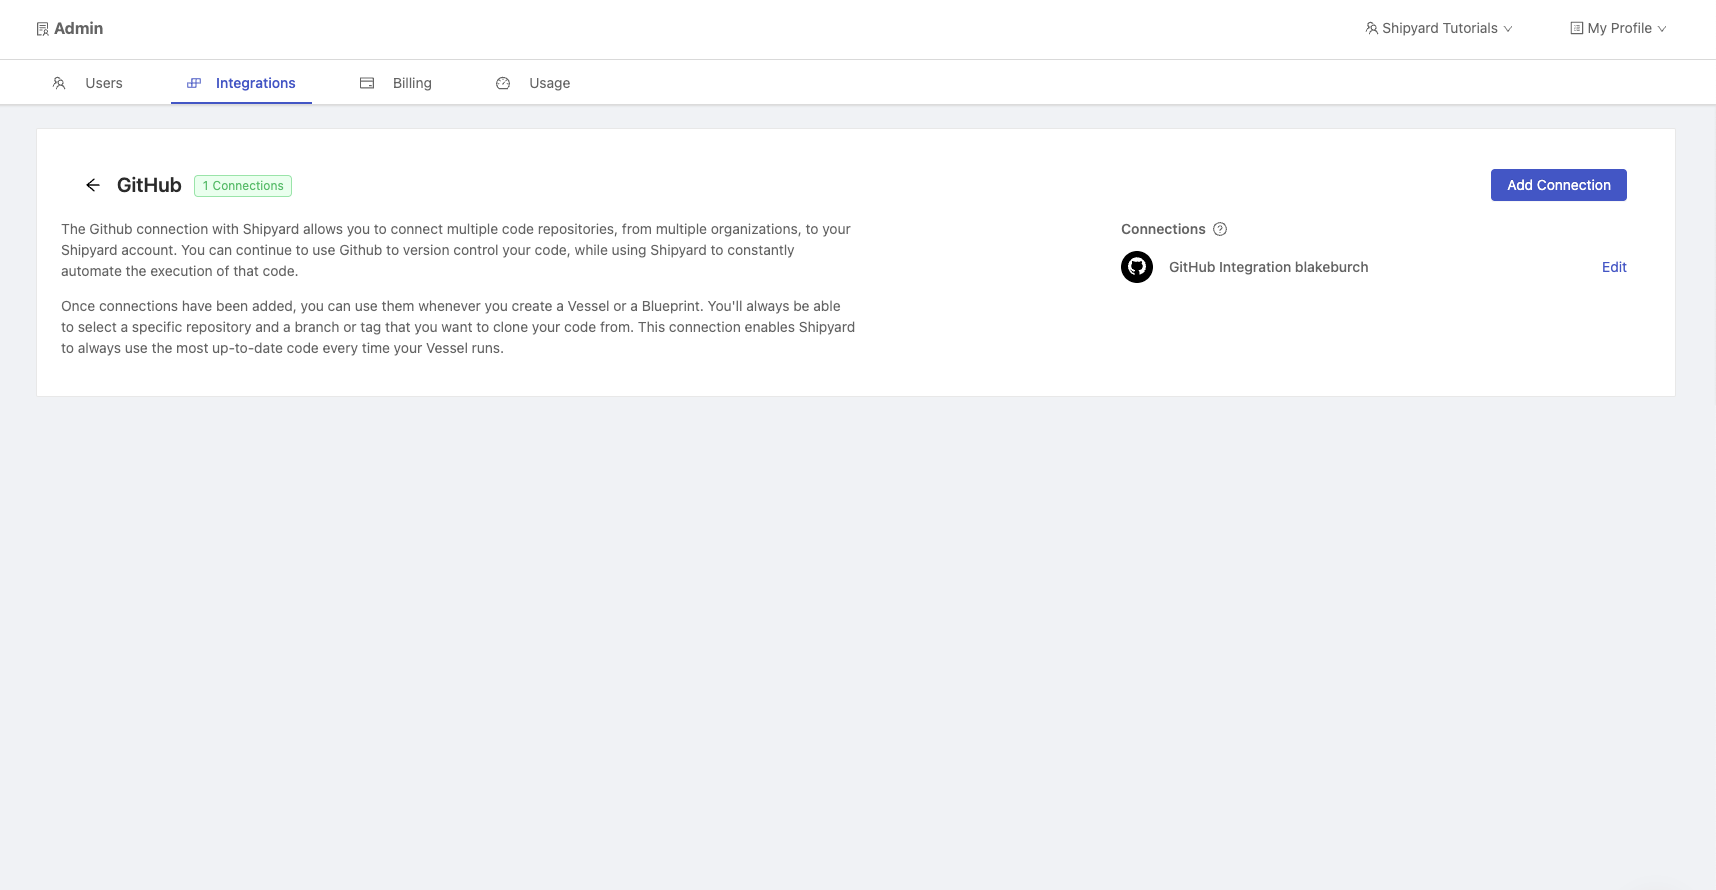 Admin
Shipyard Tutorials
My Profile
Users
Integrations
Billing
Usage
GitHub
1 Connections
Add Connection
The Github connection with Shipyard allows you to connect multiple code repositories, from multiple organizations, to your
Shipyard account. You can continue to use Github to version control your code, while using Shipyard to constantly
automate the execution of that code.
Once connections have been added, you can use them whenever you create a Vessel or a Blueprint. You'll always be able
to select a specific repository and a branch or tag that you want to clone your code from. This connection enables Shipyard
to always use the most up-to-date code every time your Vessel runs.
Connections
GitHub Integration blakeburch
Edit